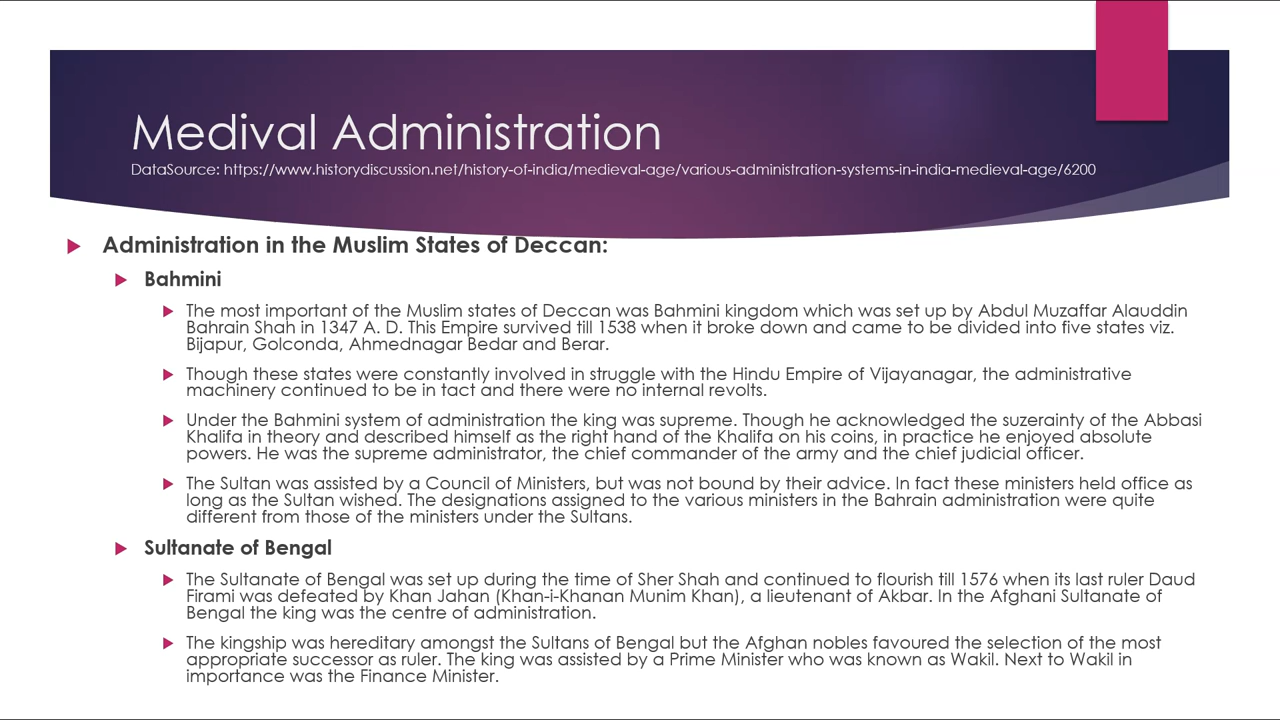 Medival Administration
DataSource: https://www.historydiscussion.net/history-of-india/medieval-age/various-administration-systems-in-india-medieval-age/6200
Administration in the Muslim States of Deccan:
Bahmini
The most important of the Muslim states of Deccan was Bahmini kingdom which was set up by Abdul Muzaffar Alauddin
Bahrain Shah in 1347 A. D. This Empire survived till 1538 when it broke down and came to be divided into five states viz.
Bijapur, Golconda, Ahmednagar Bedar and Berar.
Though these states were constantly involved in struggle with the Hindu Empire of Vijayanagar, the administrative
machinery continued to be in tact and there were no internal revolts.
Under the Bahmini system of administration the king was supreme. Though he acknowledged the suzerainty of the Abbasi
Khalifa in theory and described himself as the right hand of the Khalifa on his coins, in practice he enjoyed absolute
powers. He was the supreme administrator, the chief commander of the army and the chief judicial officer.
The Sultan was assisted by a Council of Ministers, but was not bound by their advice. In fact these ministers held office as
long as the Sultan wished. The designations assigned to the various ministers in the Bahrain administration were quite
different from those of the ministers under the Sultans.
Sultanate of Bengal
The Sultanate of Bengal was set up during the time of Sher Shah and continued to flourish till 1576 when its last ruler Daud
Firami was defeated by Khan Jahan (Khan-i-Khanan Munim Khan), a lieutenant of Akbar. In the Afghani Sultanate of
Bengal the king was the centre of administration.
The kingship was hereditary amongst the Sultans of Bengal but the Afghan nobles favoured the selection of the most
appropriate successor as ruler. The king was assisted by a Prime Minister who was known as Wakil. Next to Wakil in
importance was the Finance Minister.